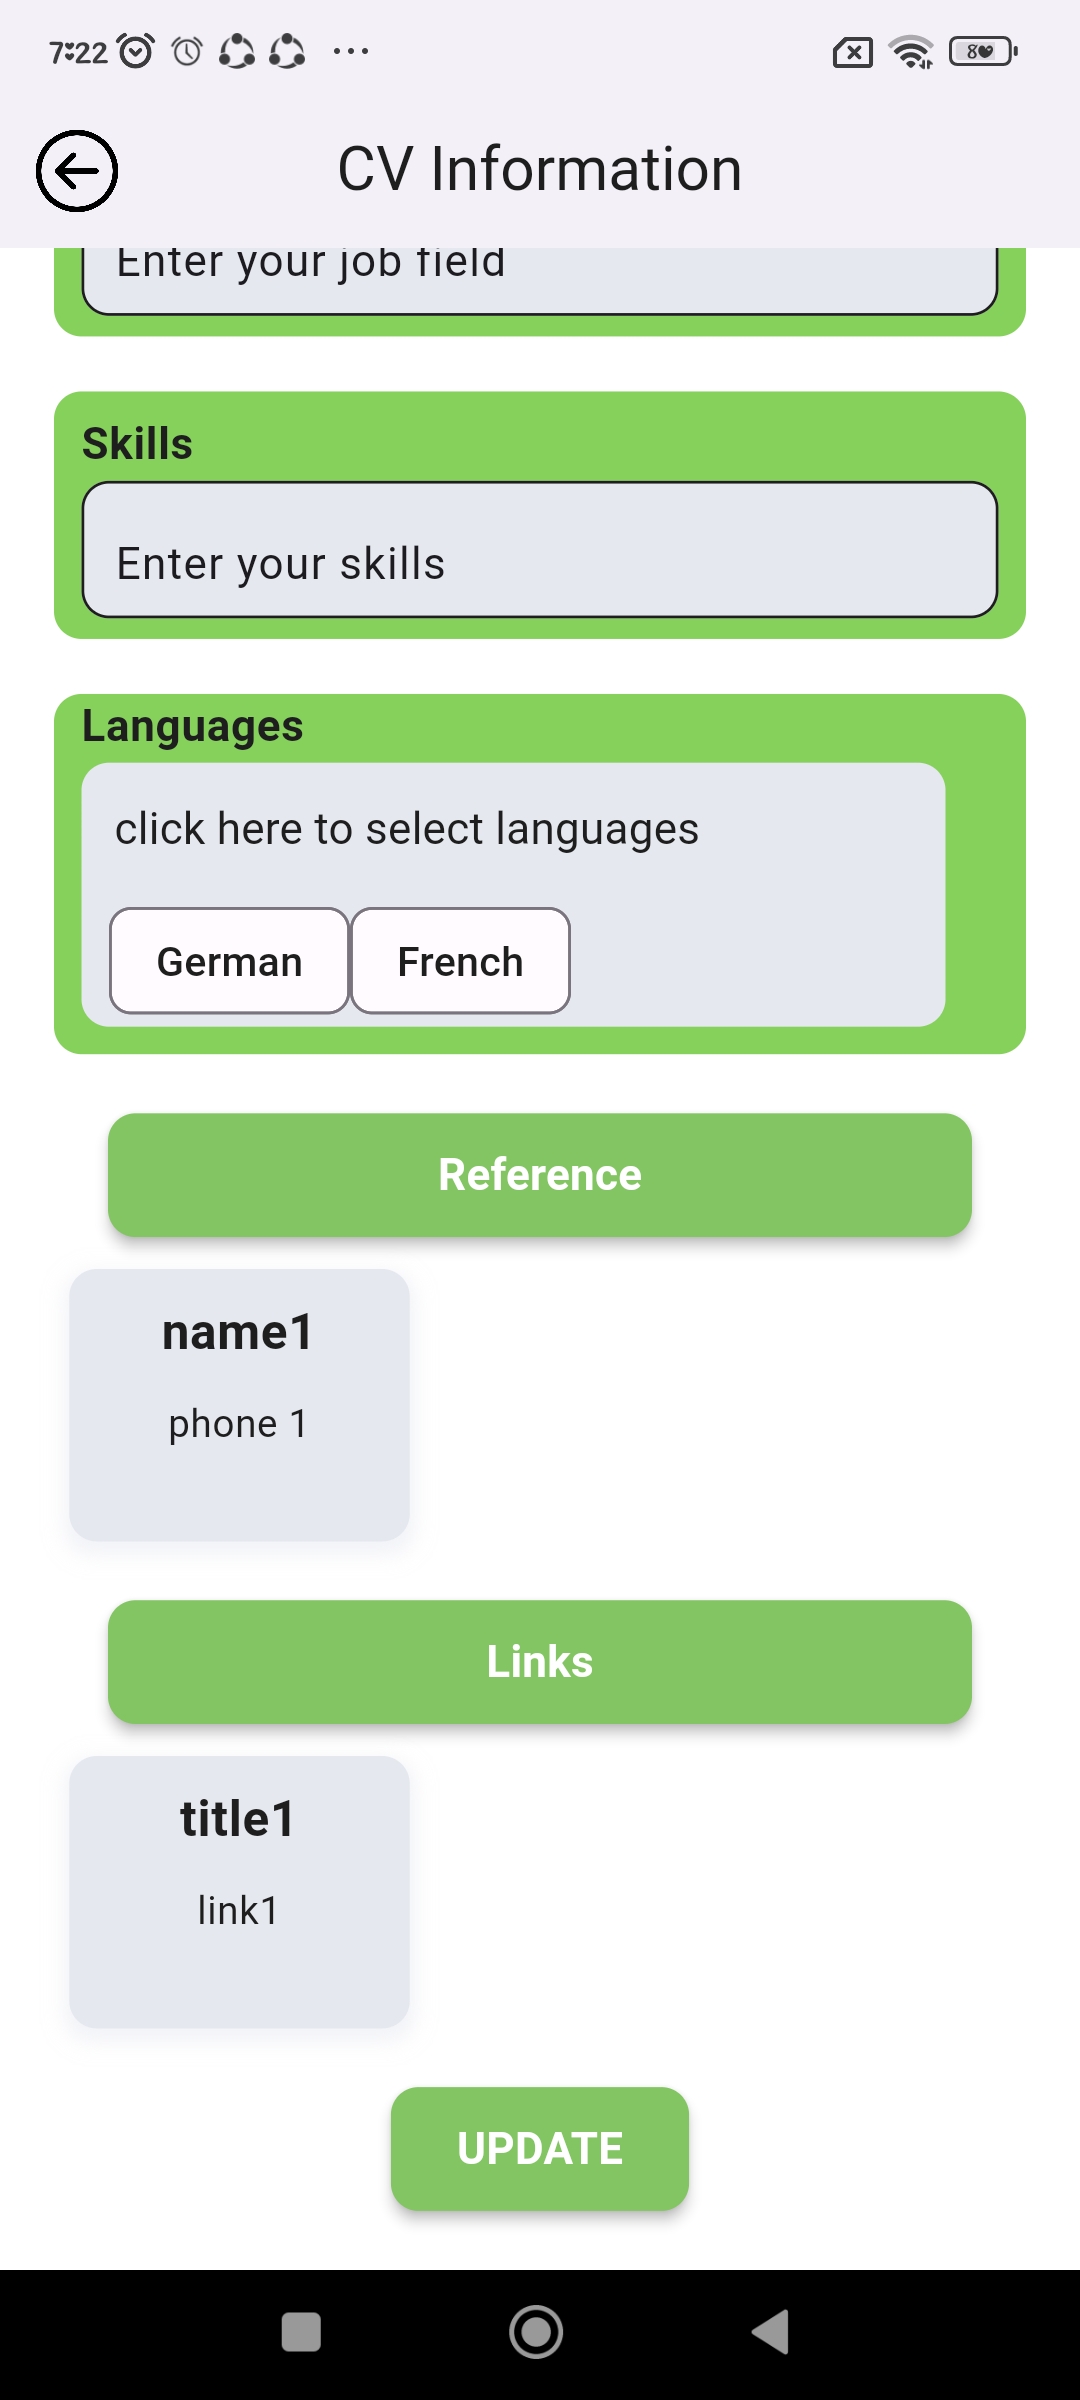 7:22
CV Information
Enter your job field
Skills
Enter your skills
Languages
click here to select languages
German French
Reference
name1
phone 1
Links
title1
link1
UPDATE